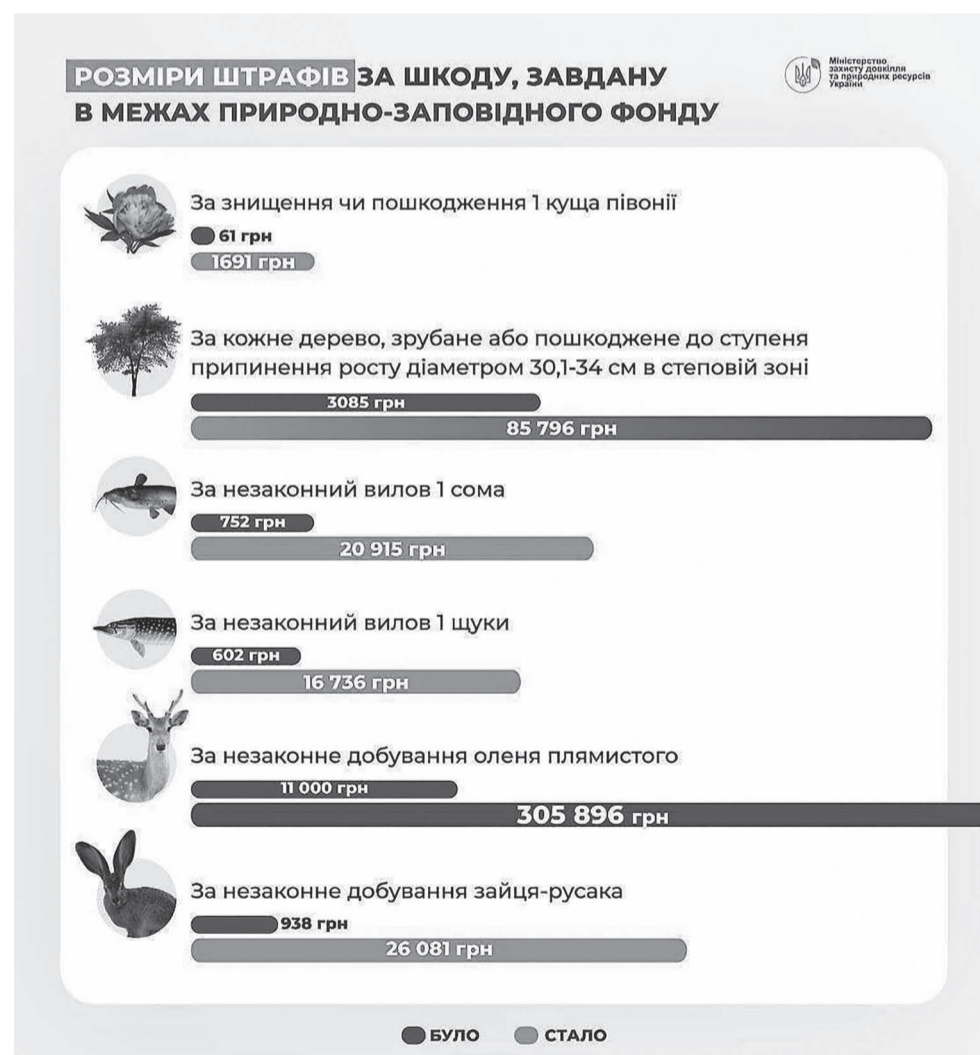 РОЗМІРИ ШТРАФІВ ЗА ШКОДУ, ЗАВДАНУ
В МЕЖАХ ПРИРОДНО-ЗАПОВІДНОГО ФОНДУ
Міністерство
захисту довкілля
та природних ресурсів
України
За знищення чи пошкодження 1 куща півонії
61 грн
1691 грн
За кожне дерево, зрубане або пошкоджене до ступеня
припинення росту діаметром 30,1-34 см в степовій зоні
3085 грн
85 796 грн
За незаконний вилов 1 сома
752 грн
20 915 грн
За незаконний вилов 1 щуки
602 грн
16 736 грн
За незаконне добування оленя плямистого
11 000 грн
305 896 грн
За незаконне добування зайця-русака
938 грн
26 081 грн
БУЛО СТАЛО